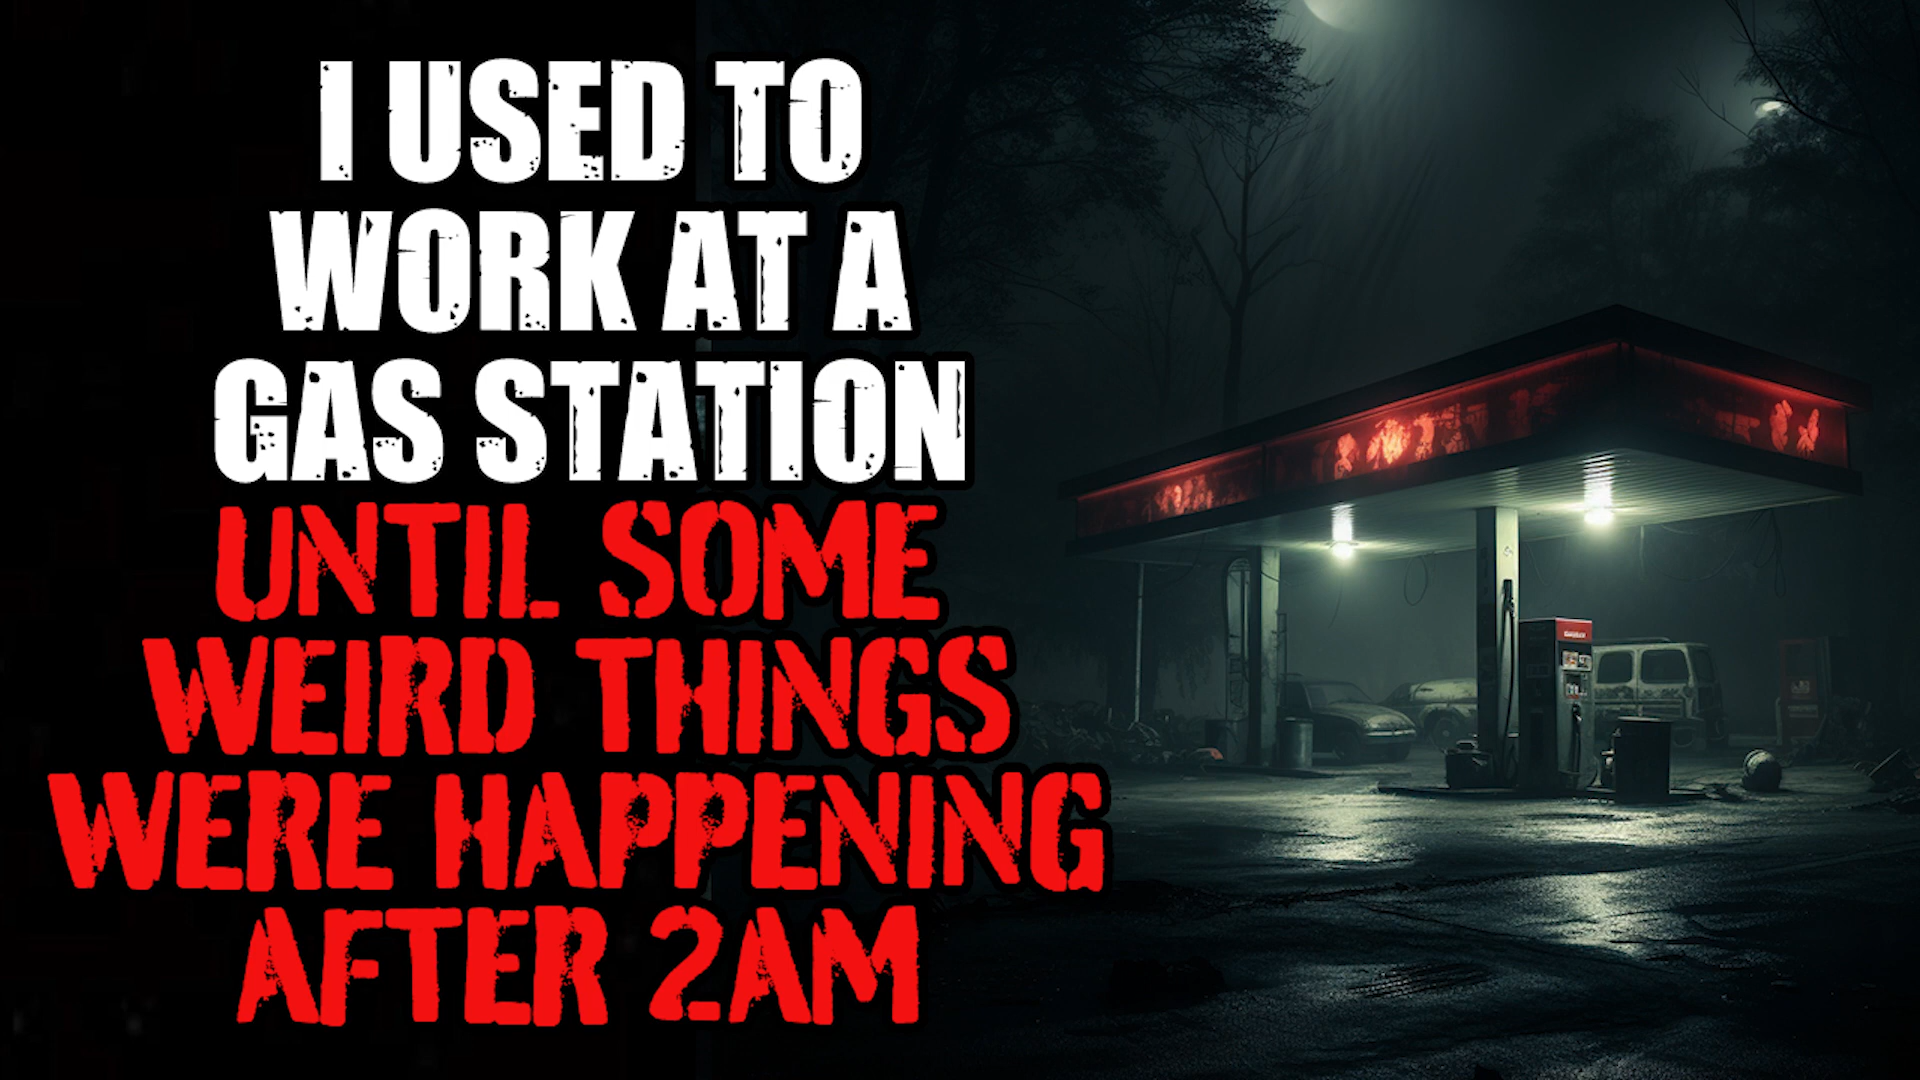 I USED TO
WORK AT A
GAS STATION
UNTIL SOME
WEIRD THINGS
WERE HAPPENING
AFTER 2AM